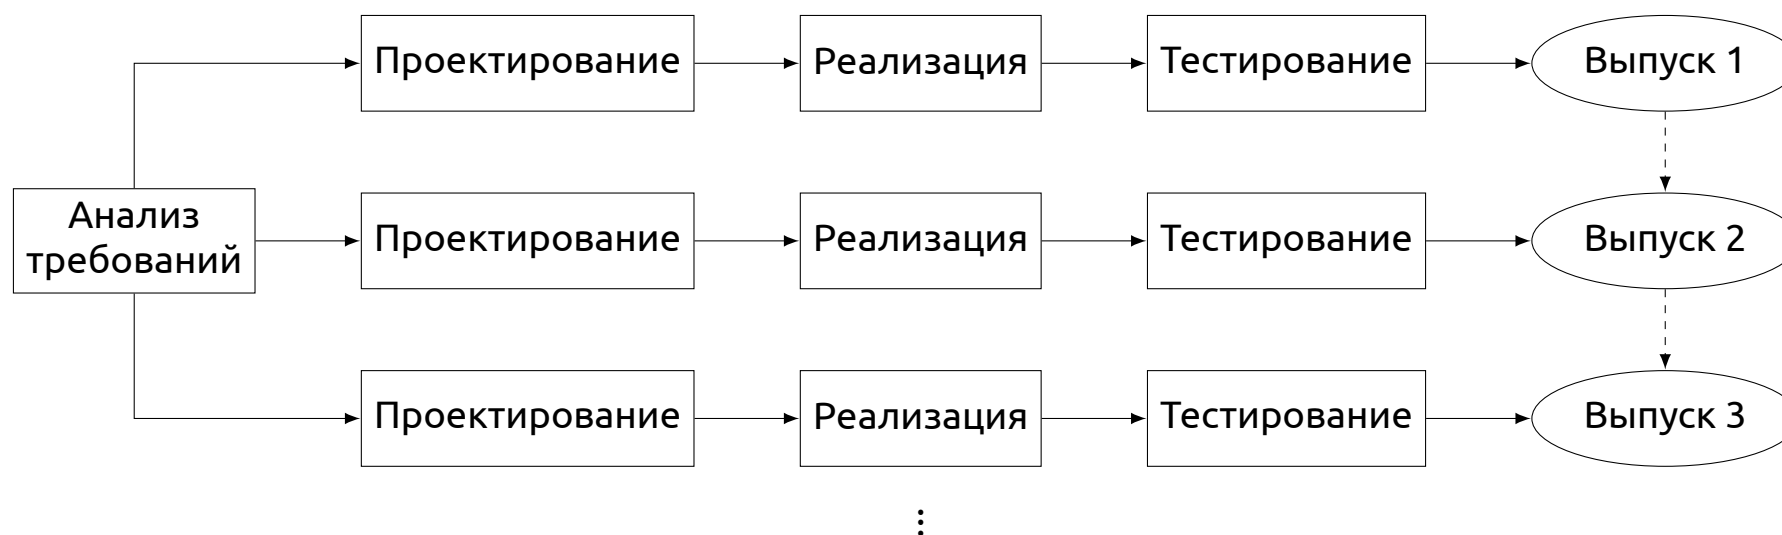 Проектирование
Реализация
Тестирование
Выпуск 1
Анализ
требований
Проектирование
Реализация
Тестирование
Выпуск 2
Проектирование
Реализация
Тестирование
Выпуск 3
⋮